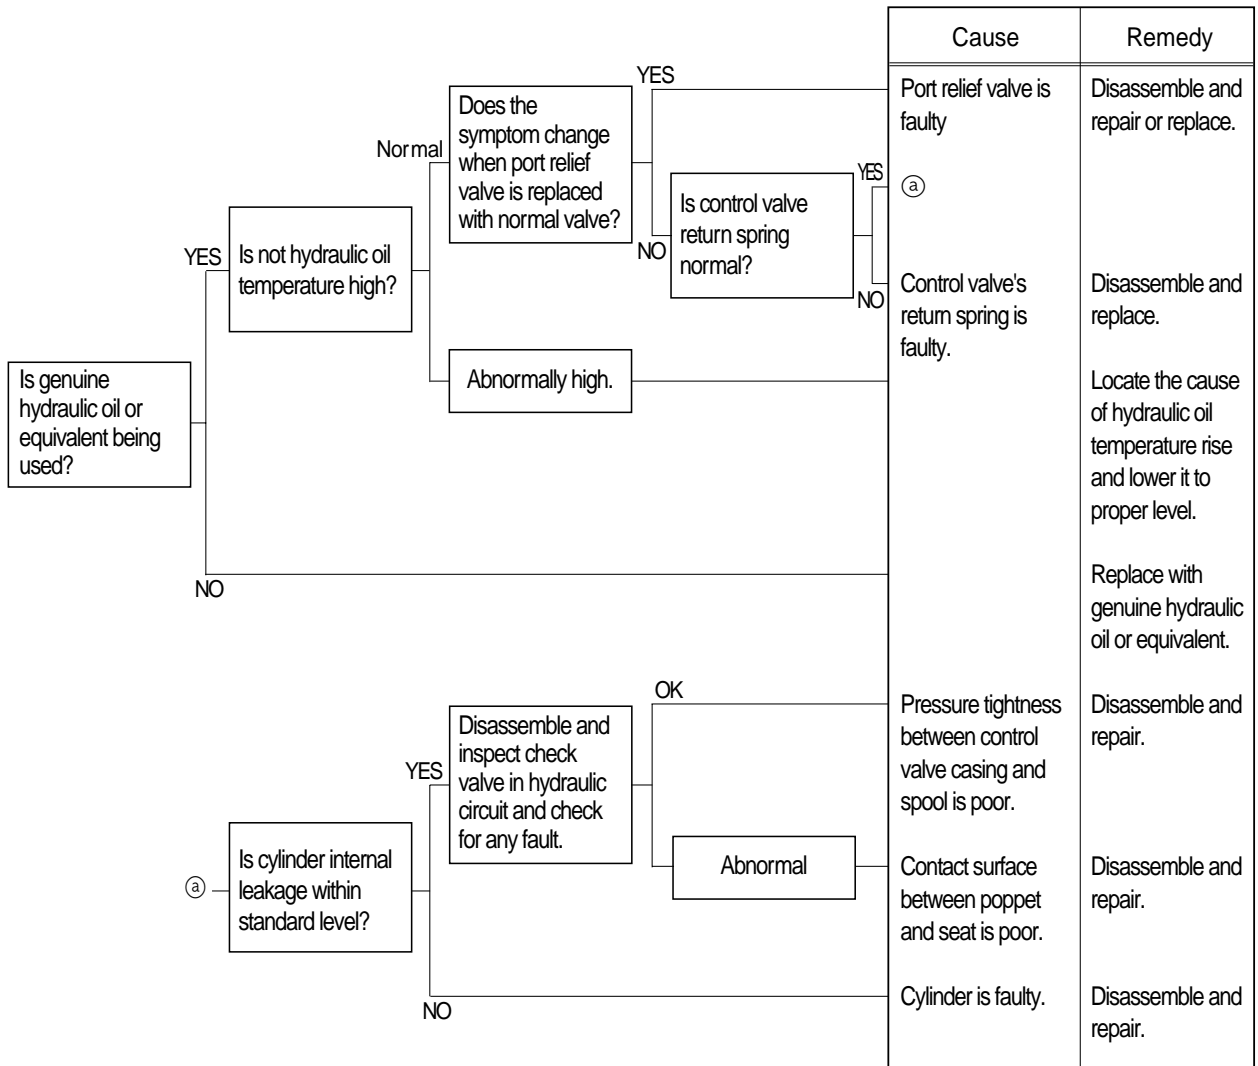 Cause
Remedy
YES
Port relief valve is
faulty
Disassemble and
repair or replace.
Does the
symptom change
when port relief
valve is replaced
with normal valve?
Normal
YES
ⓐ
Is control valve
return spring
normal?
NO
Is not hydraulic oil
temperature high?
YES
NO
Control valve's
return spring is
faulty.
Disassemble and
replace.
Is genuine
hydraulic oil or
equivalent being
used?
Abnormally high.
Locate the cause
of hydraulic oil
temperature rise
and lower it to
proper level.
NO
Replace with
genuine hydraulic
oil or equivalent.
OK
Pressure tightness
between control
valve casing and
spool is poor.
Disassemble and
repair.
Disassemble and
inspect check
valve in hydraulic
circuit and check
for any fault.
YES
ⓐ
Is cylinder internal
leakage within
standard level?
Abnormal
Contact surface
between poppet
and seat is poor.
Disassemble and
repair.
NO
Cylinder is faulty.
Disassemble and
repair.